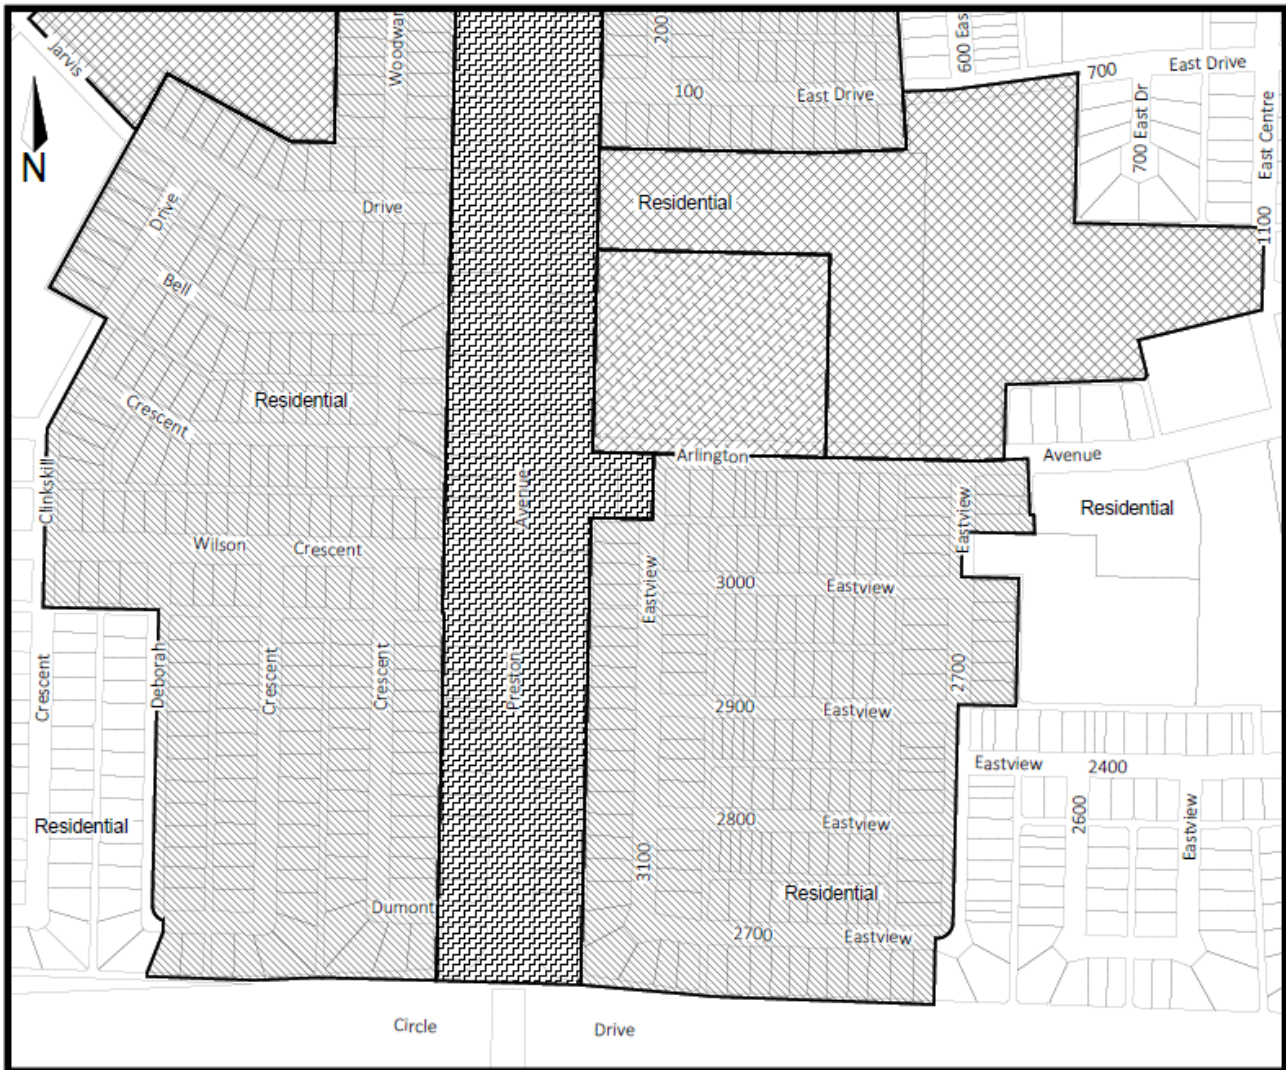 Jarvis
Woodwar
200
600 Eas
700
East Drive
100
East Drive
700 East Dr
East Centre
N
Drive
Drive
Residential
1100
Bell
Crescent
Residential
Arlington
Avenue
Clinkskill
Avenue
Eastview
Residential
Wilson
Crescent
Eastview
3000
Eastview
Crescent
Deborah
Crescent
Crescent
Preston
2700
2900
Eastview
Eastview
2400
Residential
2800
Eastview
2600
Eastview
3100
Residential
Dumont
2700
Eastview
Circle
Drive